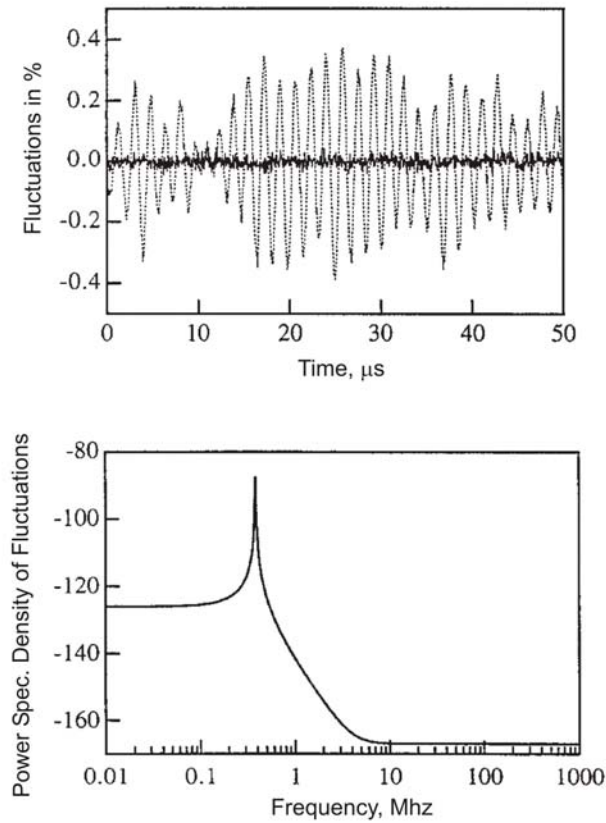 Fluctuations in %
0.4
0.2
0.0
-0.2
-0.4
0 10 20 30 40 50
Time, μs
Power Spec. Density of Fluctuations
-80
-100
-120
-140
-160
0.01 0.1 1 10 100 1000
Frequency, Mhz